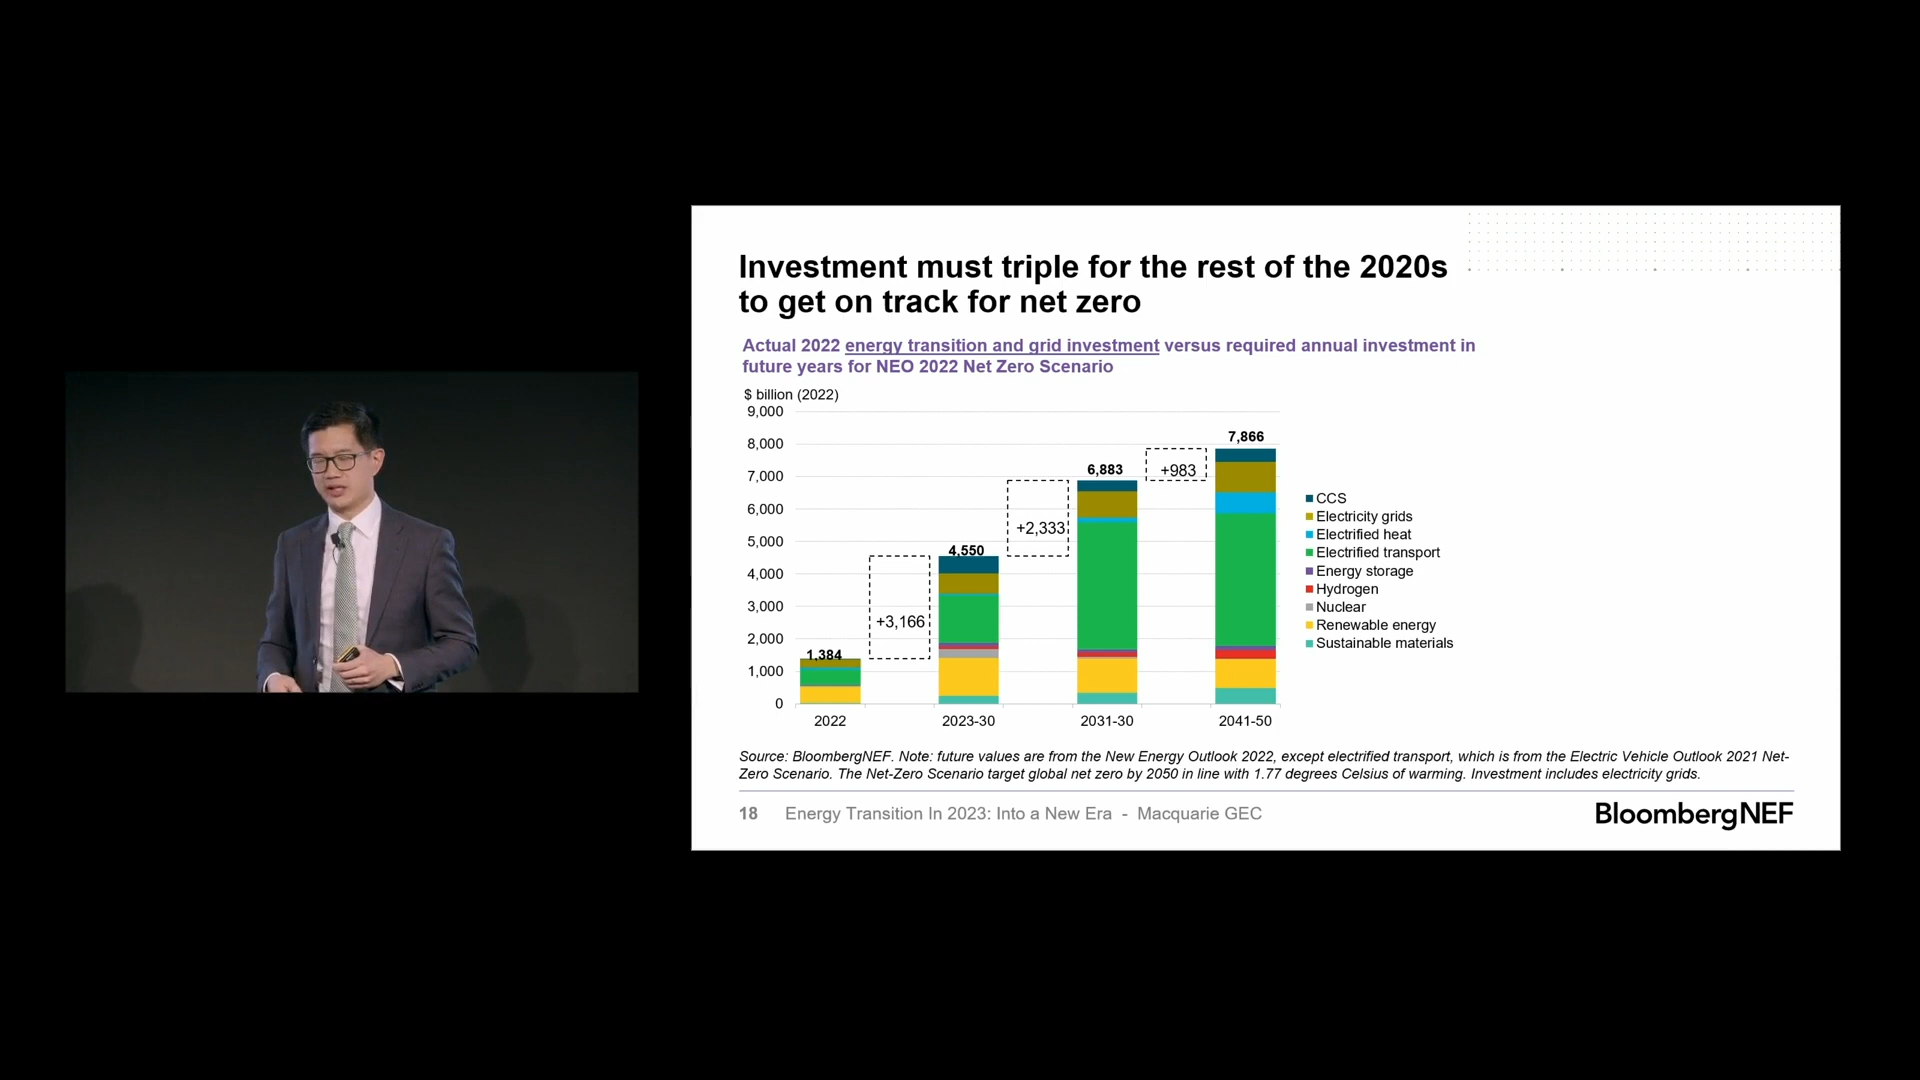 Investment must triple for the rest of the 2020s
to get on track for net zero
Actual 2022 energy transition and grid investment versus required annual investment in
future years for NEO 2022 Net Zero Scenario
$ billion (2022)
9,000
8,000
7,000
6,000
5,000
4,000
3,000
2,000
1,000
0
1,384
+3,166
4,550
+2,333
6,883
+983
7,866
2022
2023-30
2031-30
2041-50
CCS
Electricity grids
Electrified heat
Electrified transport
Energy storage
Hydrogen
Nuclear
Renewable energy
Sustainable materials
Source: BloombergNEF. Note: future values are from the New Energy Outlook 2022, except electrified transport, which is from the Electric Vehicle Outlook 2021 Net-
Zero Scenario. The Net-Zero Scenario target global net zero by 2050 in line with 1.77 degrees Celsius of warming. Investment includes electricity grids.
18 Energy Transition In 2023: Into a New Era - Macquarie GEC
BloombergNEF